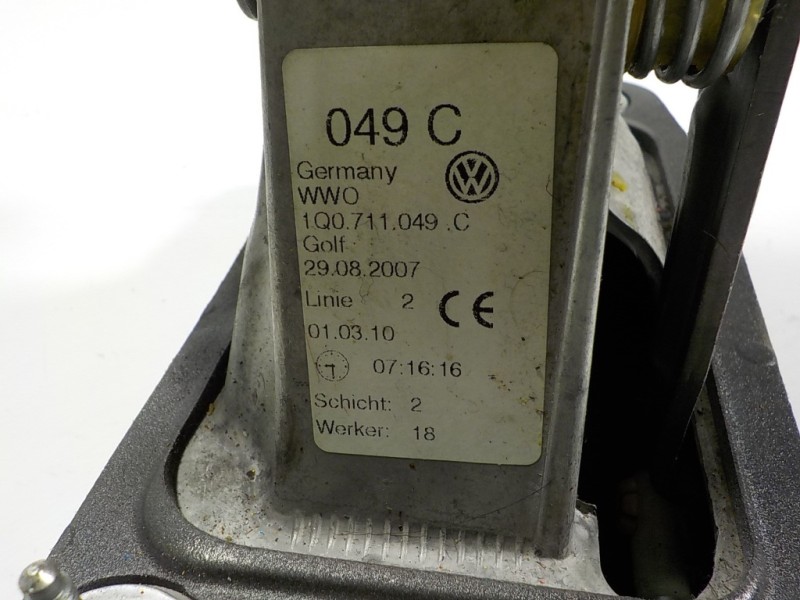 049 C
Germany
WWO
1Q0.711.049 .C
Golf
29.08.2007
Linie 2 CE
01.03.10
07:16:16
Schicht: 2
Werker: 18